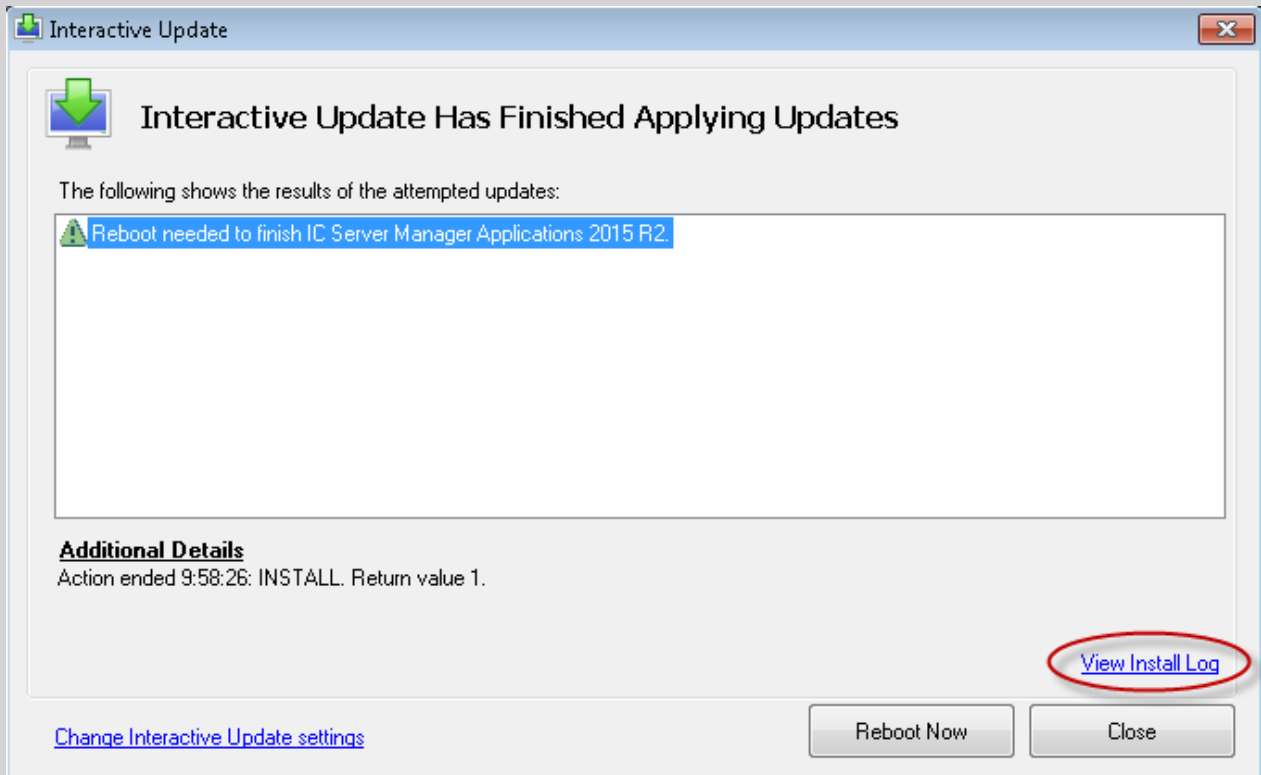 Interactive Update
Interactive Update Has Finished Applying Updates
The following shows the results of the attempted updates:
Reboot needed to finish IC Server Manager Applications 2015 R2.
Additional Details
Action ended 9:58:26: INSTALL. Return value 1.
View Install Log
Change Interactive Update settings
Reboot Now
Close